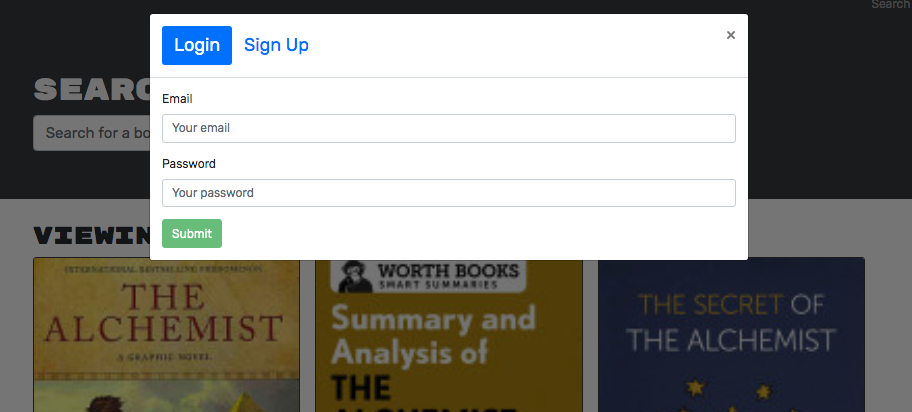 Search
Login Sign Up ×
SEARC
Search for a bo
Email
Your email
Password
Your password
Submit
VIEWIN
INTERNATIONAL BESTSELLING PHENOMENON
THE
ALCHEMIST
A GRAPHIC NOVEL
WORTH BOOKS
SMART SUMMARIES
Summary and
Analysis of
THE
ALCHEMIST
THE SECRET OF
THE ALCHEMIST